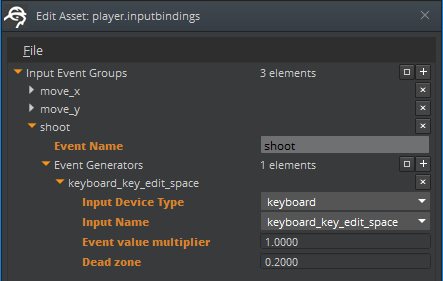 Edit Asset: player.inputbindings
File
Input Event Groups 3 elements
move_x
move_y
shoot
Event Name shoot
Event Generators 1 elements
keyboard_key_edit_space
Input Device Type keyboard
Input Name keyboard_key_edit_space
Event value multiplier 1.0000
Dead zone 0.2000